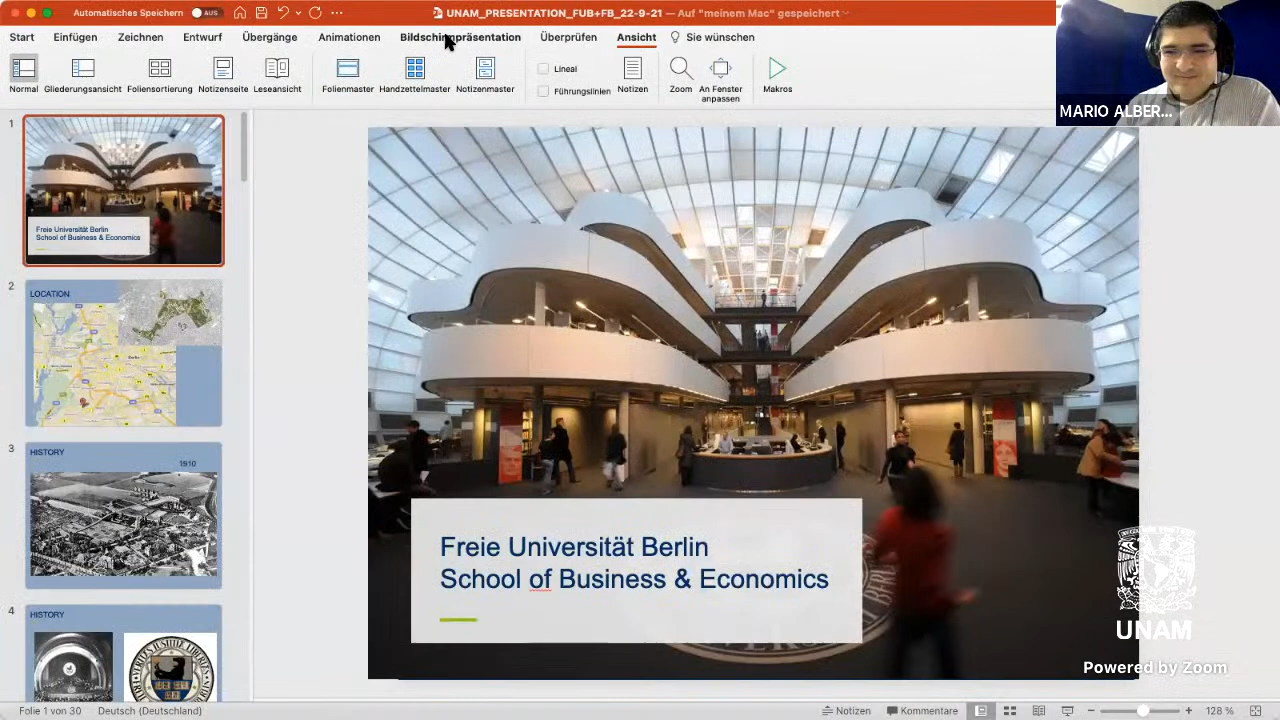 Automatisches Speichern AUS
UNAM_PRESENTATION_FUB+FB_22-9-21 — Auf "meinem Mac" gespeichert
Start Einfügen Zeichnen Entwurf Übergänge Animationen Bildschirmpräsentation Überprüfen Ansicht Sie wünschen
Normal Gliederungsansicht Foliensortierung Notizenseite Leseansicht Folienmaster Handzettelmaster Notizenmaster
Lineal
Führungslinien
Notizen Zoom An Fenster anpassen Makros
MARIO ALBER...
1
Freie Universität Berlin
School of Business & Economics
2
LOCATION
Berlin
3
HISTORY
1910
4
HISTORY
Freie Universität Berlin
School of Business & Economics
UNAM
Powered by Zoom
Folie 1 von 30 Deutsch (Deutschland) Notizen Kommentare 128 %